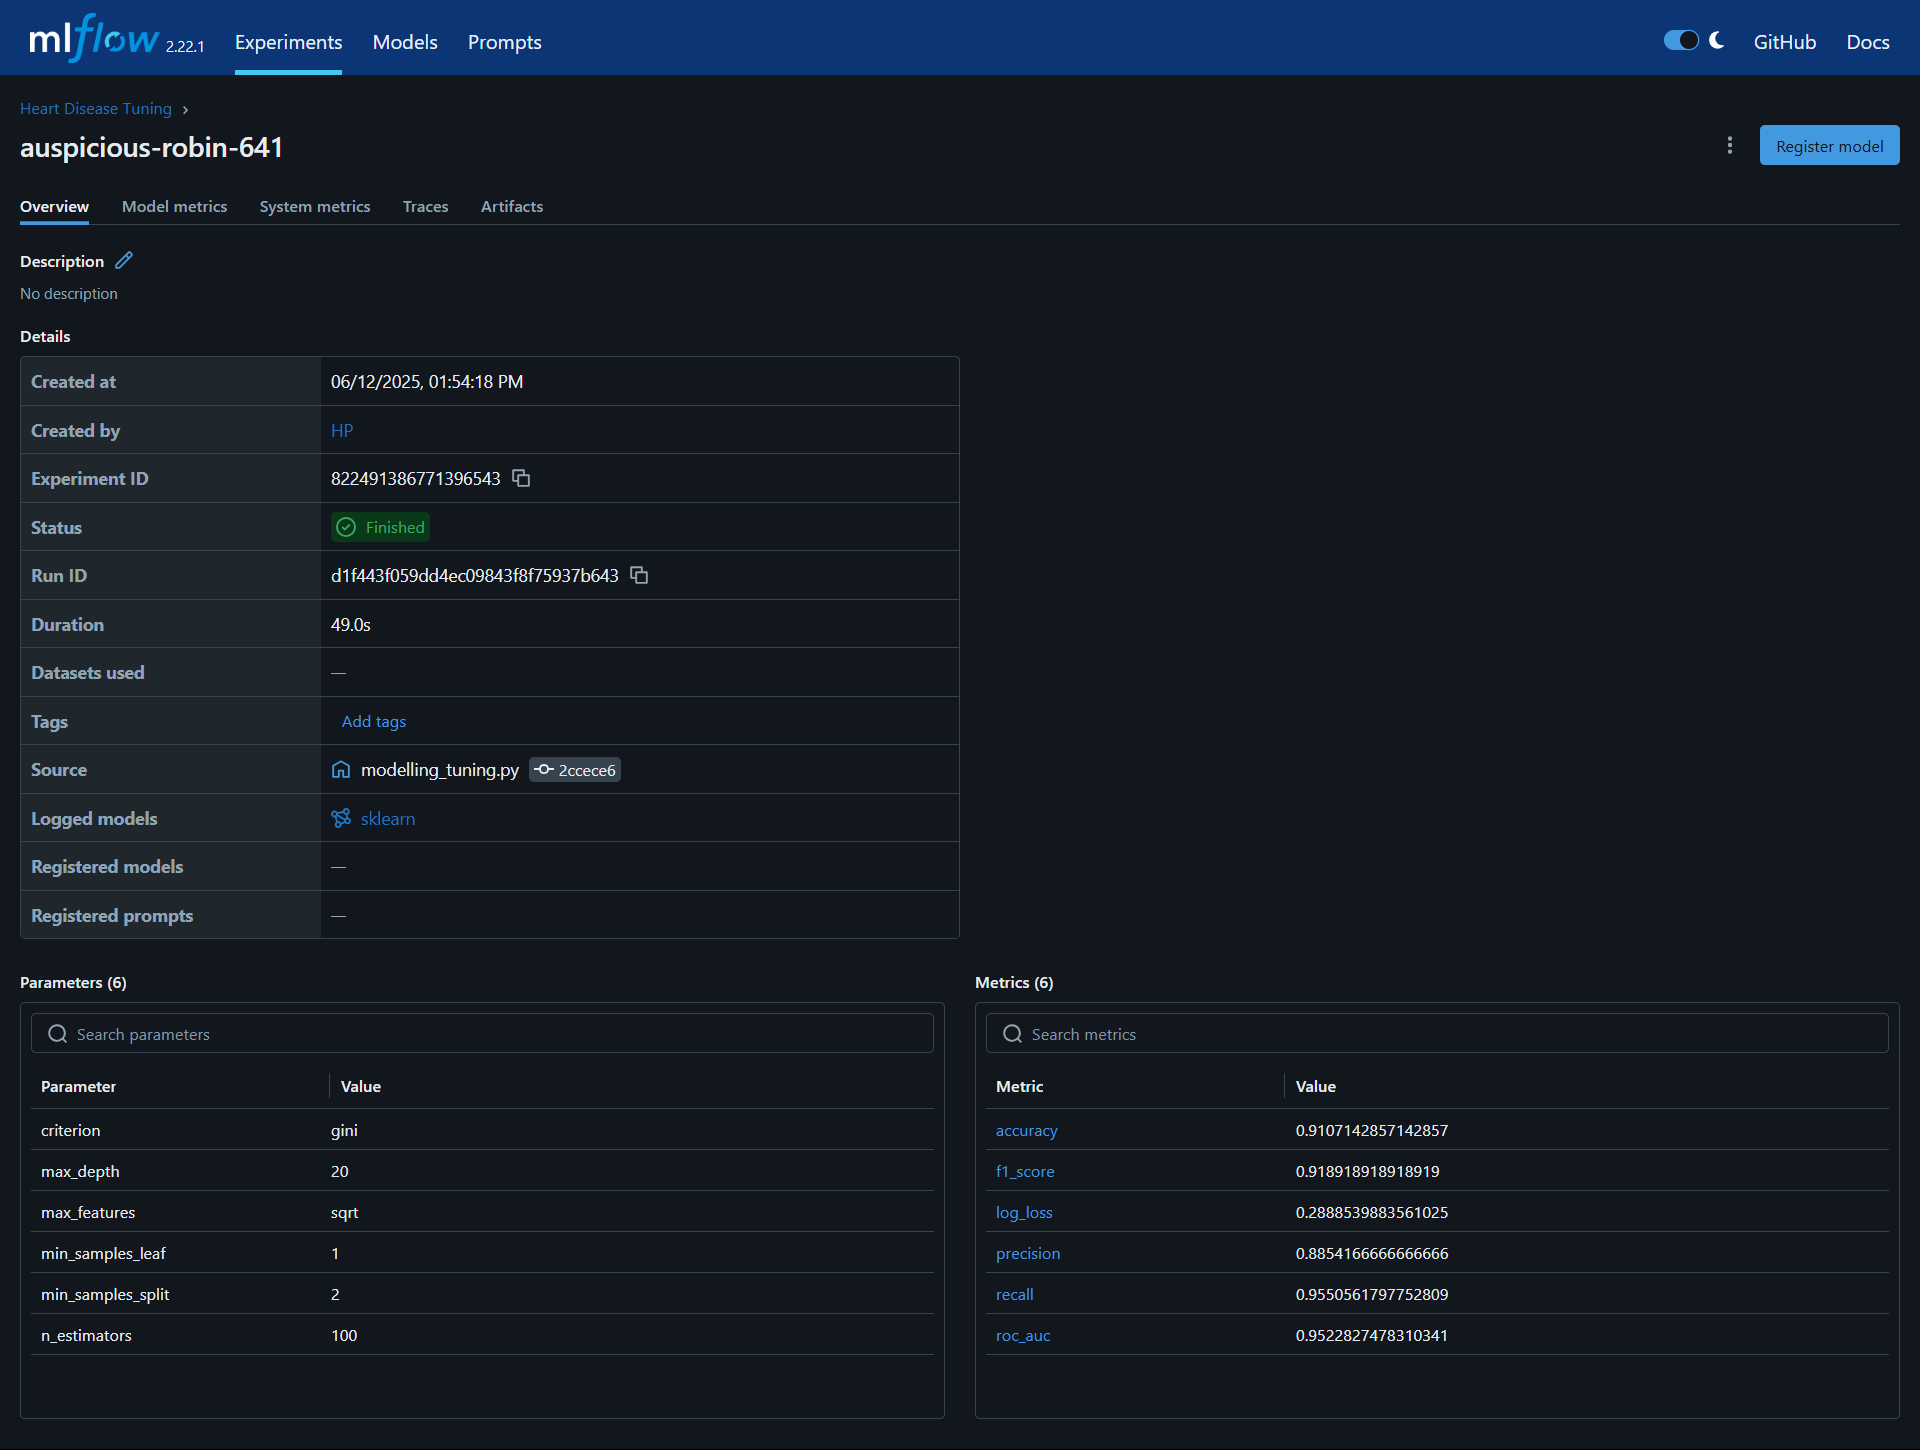 mlflow 2.22.1 Experiments Models Prompts GitHub Docs
Heart Disease Tuning ›
auspicious-robin-641
Register model
Overview Model metrics System metrics Traces Artifacts
Description
No description
Details
Created at 06/12/2025, 01:54:18 PM
Created by HP
Experiment ID 822491386771396543
Status Finished
Run ID d1f443f059dd4ec09843f8f75937b643
Duration 49.0s
Datasets used —
Tags Add tags
Source modelling_tuning.py 2ccece6
Logged models sklearn
Registered models —
Registered prompts —
Parameters (6)
Search parameters
Parameter Value
criterion gini
max_depth 20
max_features sqrt
min_samples_leaf 1
min_samples_split 2
n_estimators 100
Metrics (6)
Search metrics
Metric Value
accuracy 0.9107142857142857
f1_score 0.918918918918919
log_loss 0.2888539883561025
precision 0.8854166666666666
recall 0.9550561797752809
roc_auc 0.9522827478310341